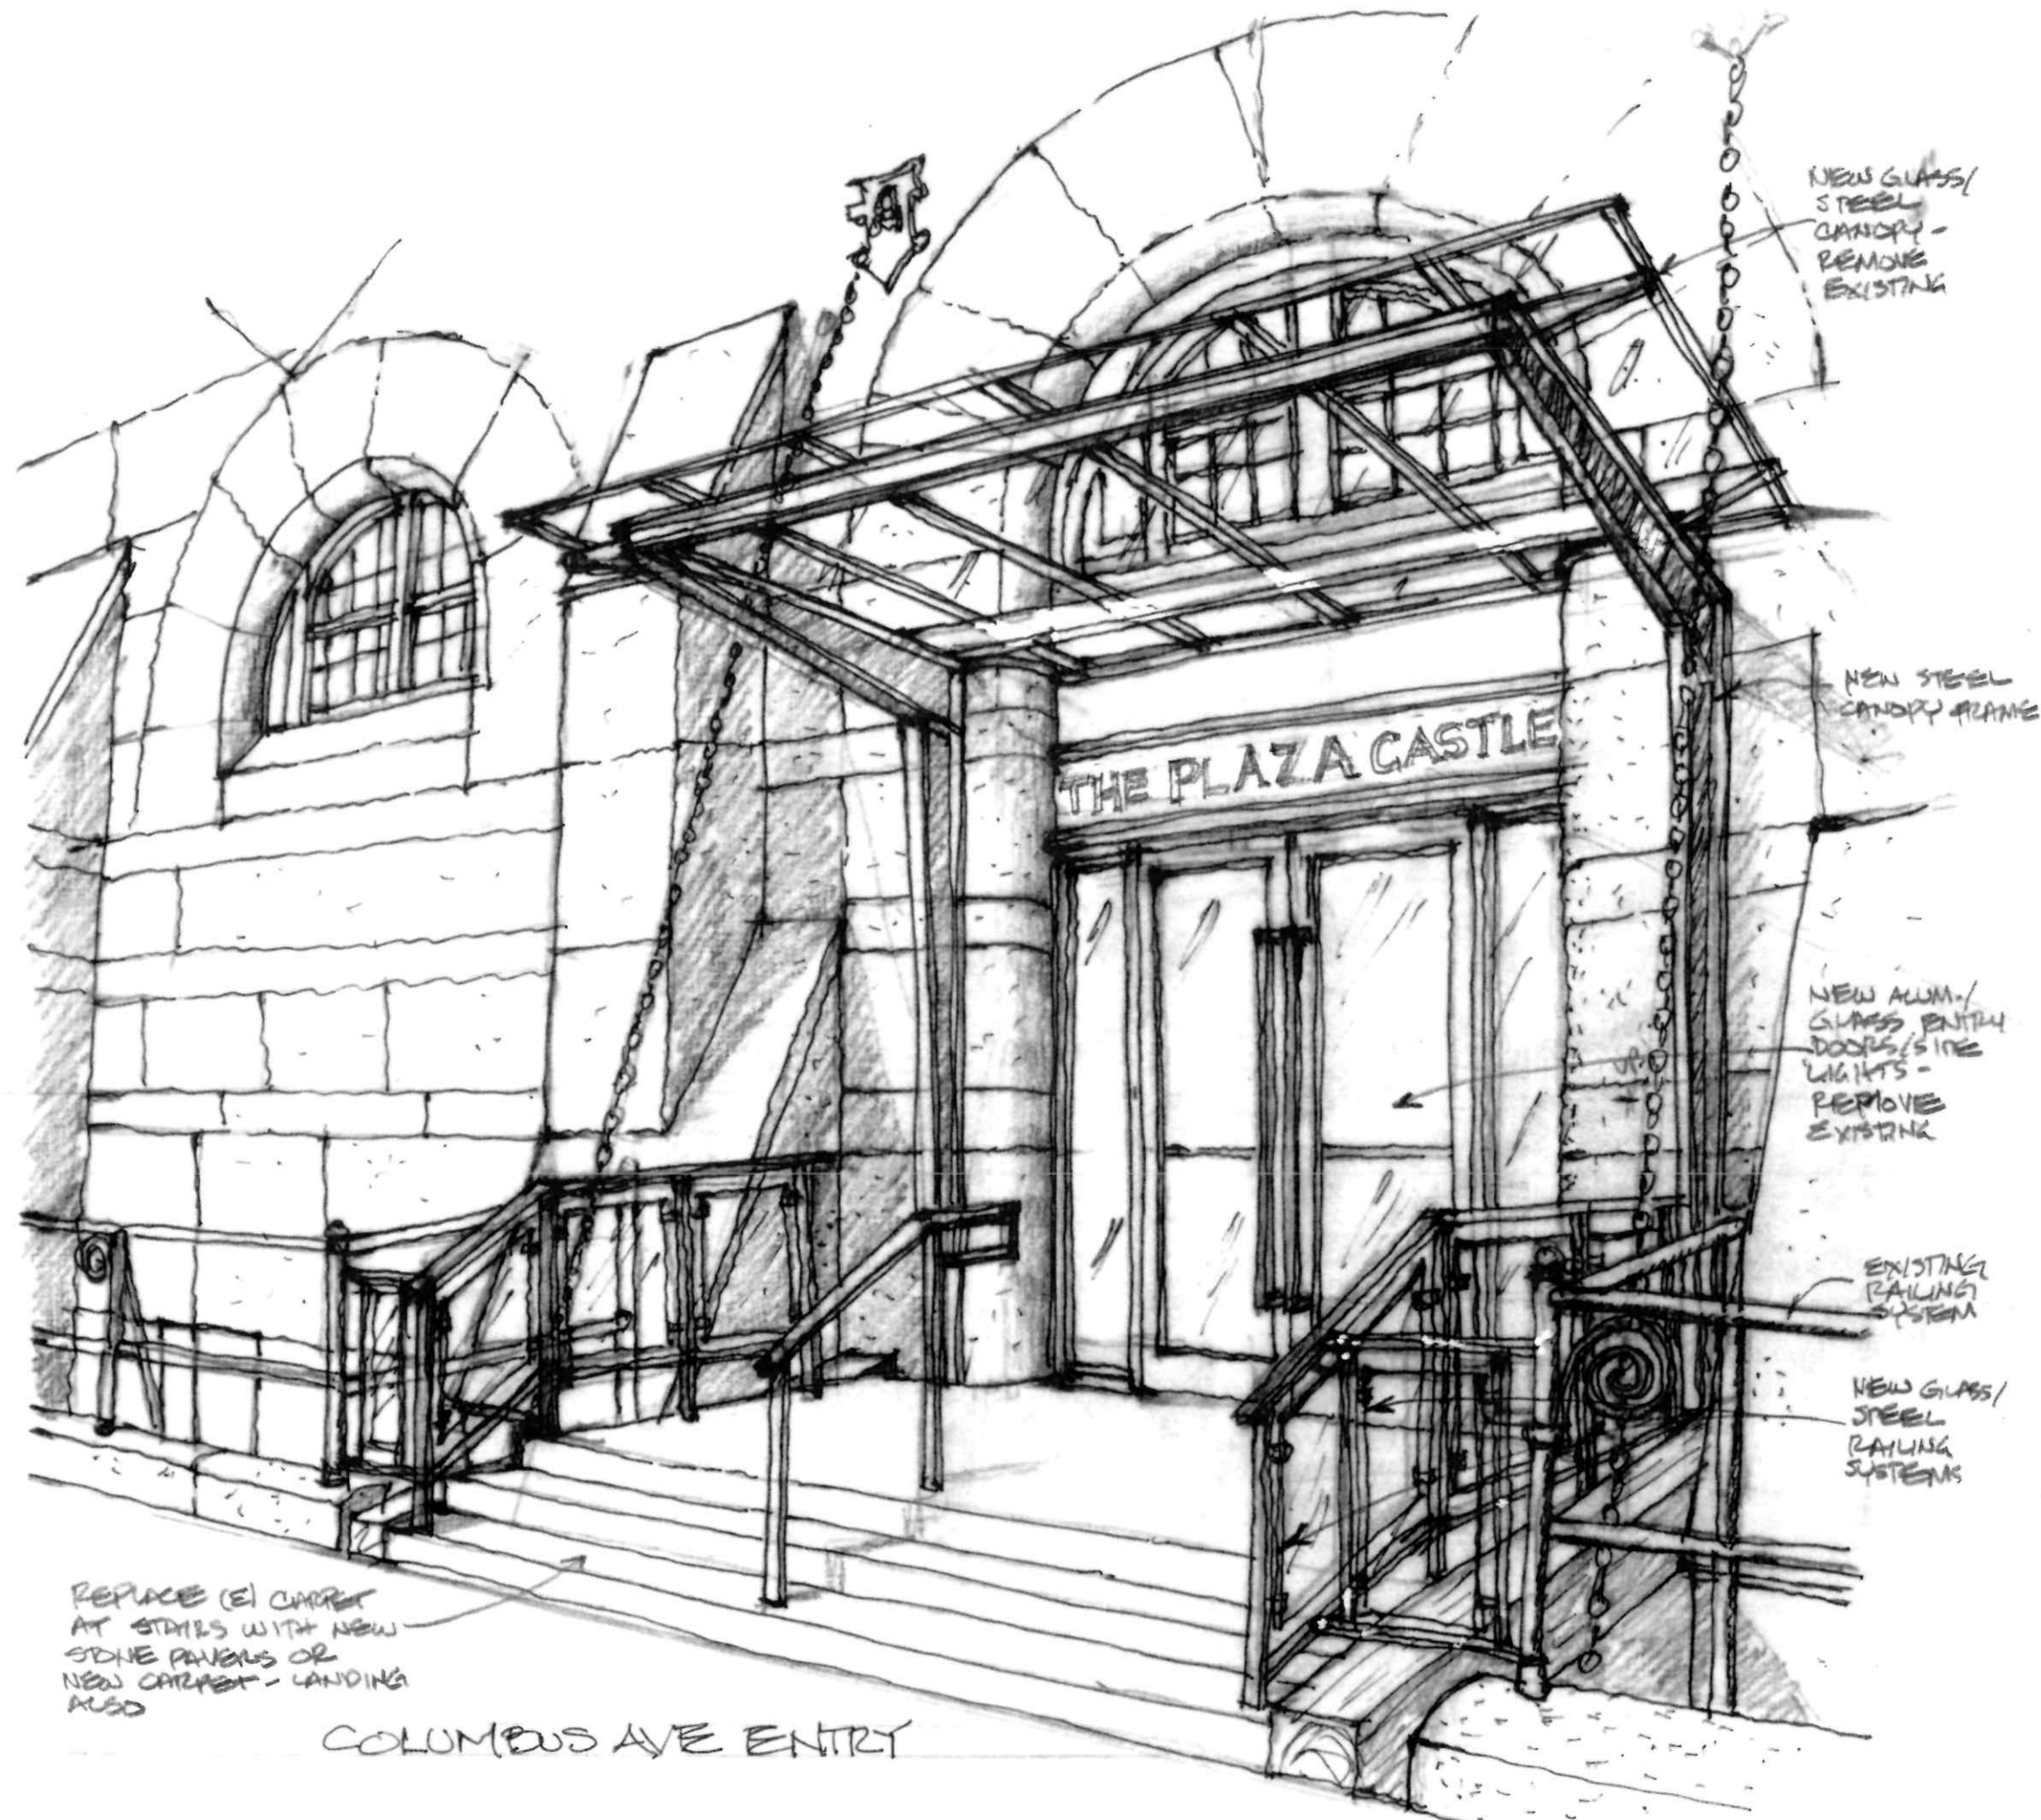 NEW GLASS/
STEEL
CANOPY -
REMOVE
EXISTING
NEW STEEL
CANOPY FRAME
THE PLAZA CASTLE
NEW ALUM./
GLASS ENTRY
DOORS/SITE
LIGHTS -
REMOVE
EXISTING
EXISTING
RAILING
SYSTEM
NEW GLASS/
STEEL
RAILING
SYSTEMS
REPLACE (E) CARPET
AT STAIRS WITH NEW
STONE PAVERS OR
NEW CARPET - LANDING
ALSO
COLUMBUS AVE ENTRY